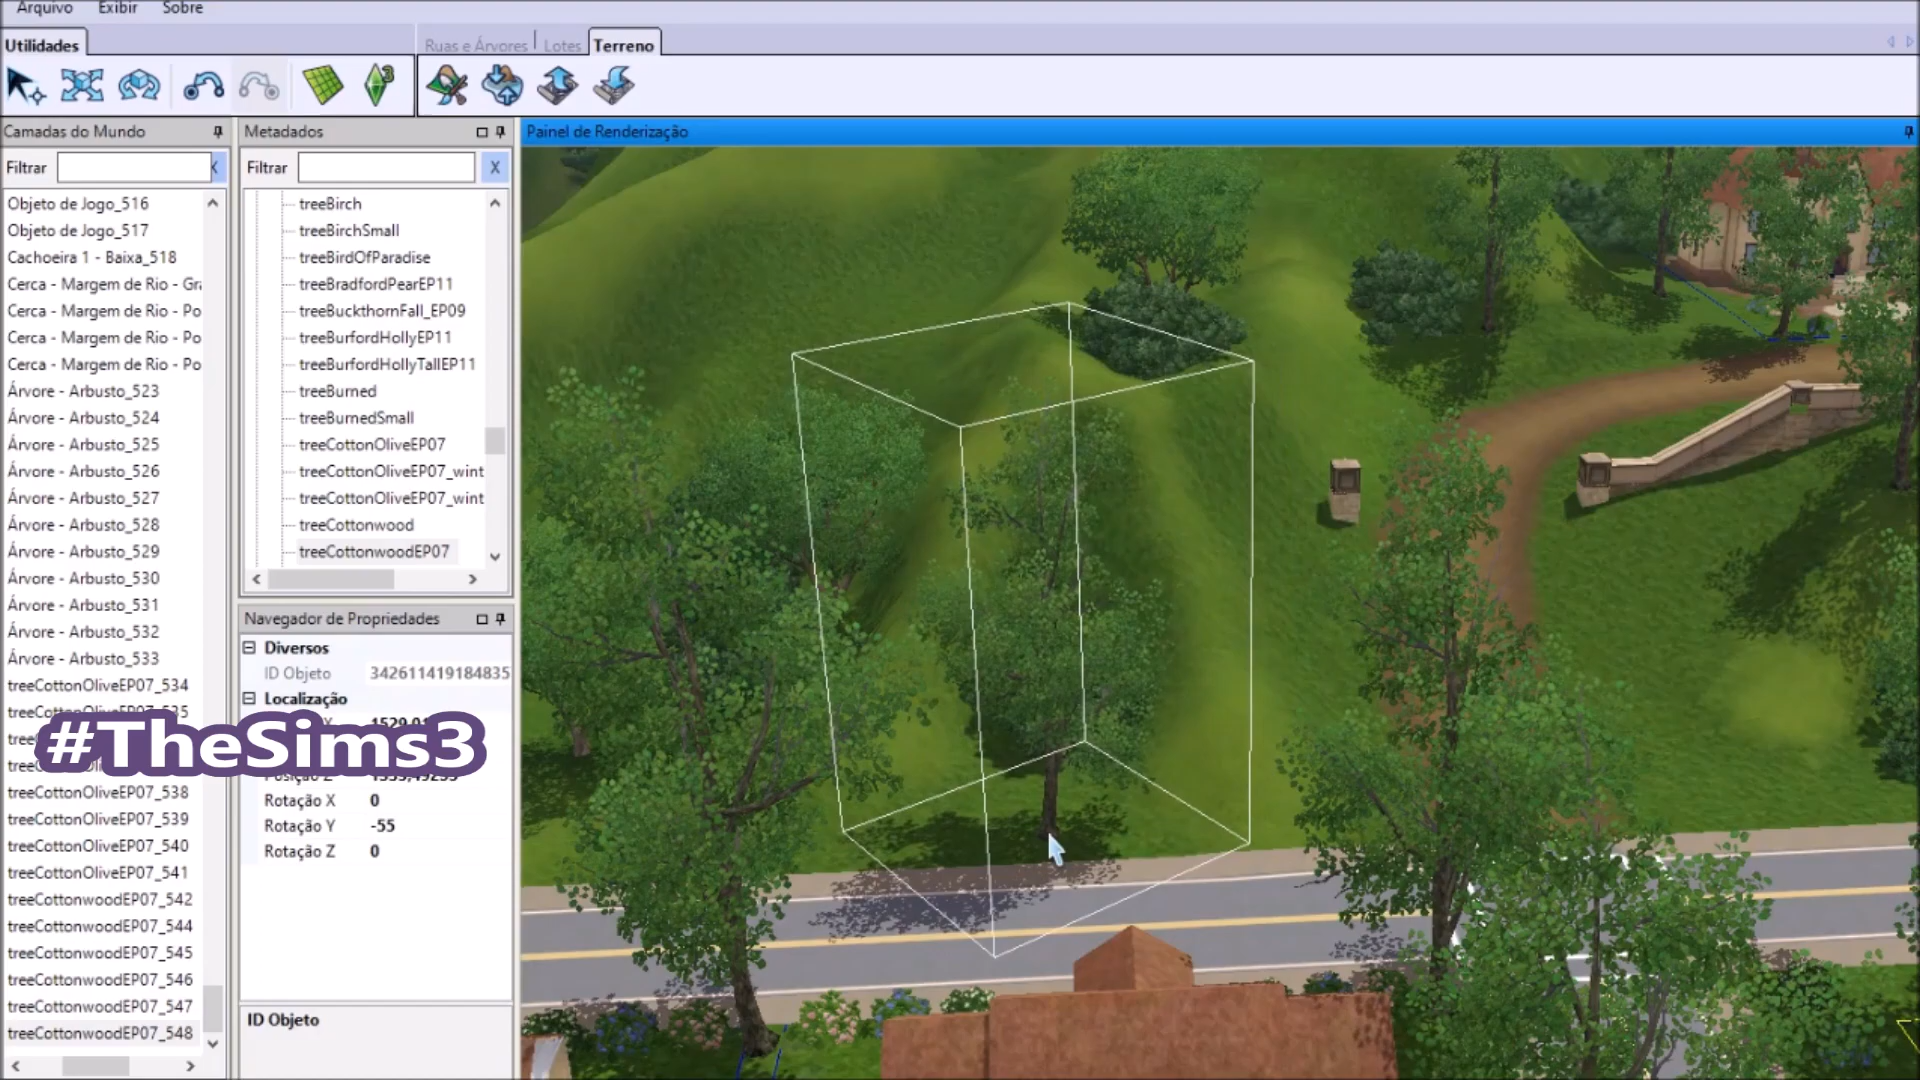 Arquivo Exibir Sobre
Utilidades Ruas e Árvores Lotes Terreno
3
Camadas do Mundo
Filtrar
Objeto de Jogo_516
Objeto de Jogo_517
Cachoeira 1 - Baixa_518
Cerca - Margem de Rio - Gra
Cerca - Margem de Rio - Po
Cerca - Margem de Rio - Po
Cerca - Margem de Rio - Po
Árvore - Arbusto_523
Árvore - Arbusto_524
Árvore - Arbusto_525
Árvore - Arbusto_526
Árvore - Arbusto_527
Árvore - Arbusto_528
Árvore - Arbusto_529
Árvore - Arbusto_530
Árvore - Arbusto_531
Árvore - Arbusto_532
Árvore - Arbusto_533
treeCottonOliveEP07_534
treeCottonOliveEP07_538
treeCottonOliveEP07_539
treeCottonOliveEP07_540
treeCottonOliveEP07_541
treeCottonwoodEP07_542
treeCottonwoodEP07_544
treeCottonwoodEP07_545
treeCottonwoodEP07_546
treeCottonwoodEP07_547
treeCottonwoodEP07_548
Metadados
Filtrar X
treeBirch
treeBirchSmall
treeBirdOfParadise
treeBradfordPearEP11
treeBuckthornFall_EP09
treeBurfordHollyEP11
treeBurfordHollyTallEP11
treeBurned
treeBurnedSmall
treeCottonOliveEP07
treeCottonOliveEP07_wint
treeCottonOliveEP07_wint
treeCottonwood
treeCottonwoodEP07
Navegador de Propriedades
Diversos
ID Objeto 342611419184835
Localização
Rotação X 0
Rotação Y -55
Rotação Z 0
ID Objeto
Painel de Renderização
#TheSims3